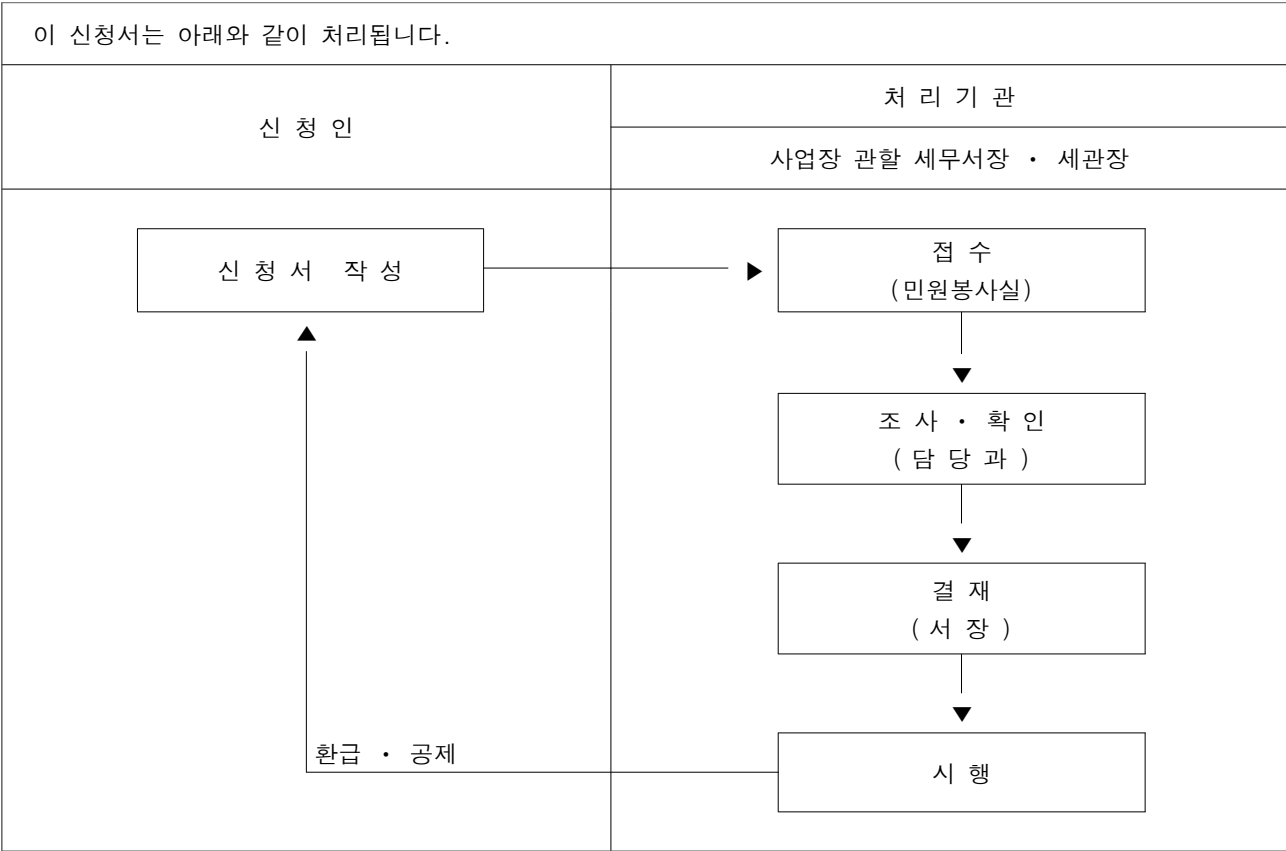 이 신청서는 아래와 같이 처리됩니다.
신 청 인
처 리 기 관
사업장 관할 세무서장 • 세관장
신 청 서 작 성
접 수
(민원봉사실)
조 사 • 확 인
( 담 당 과 )
결 재
( 서 장 )
환급 • 공제
시 행